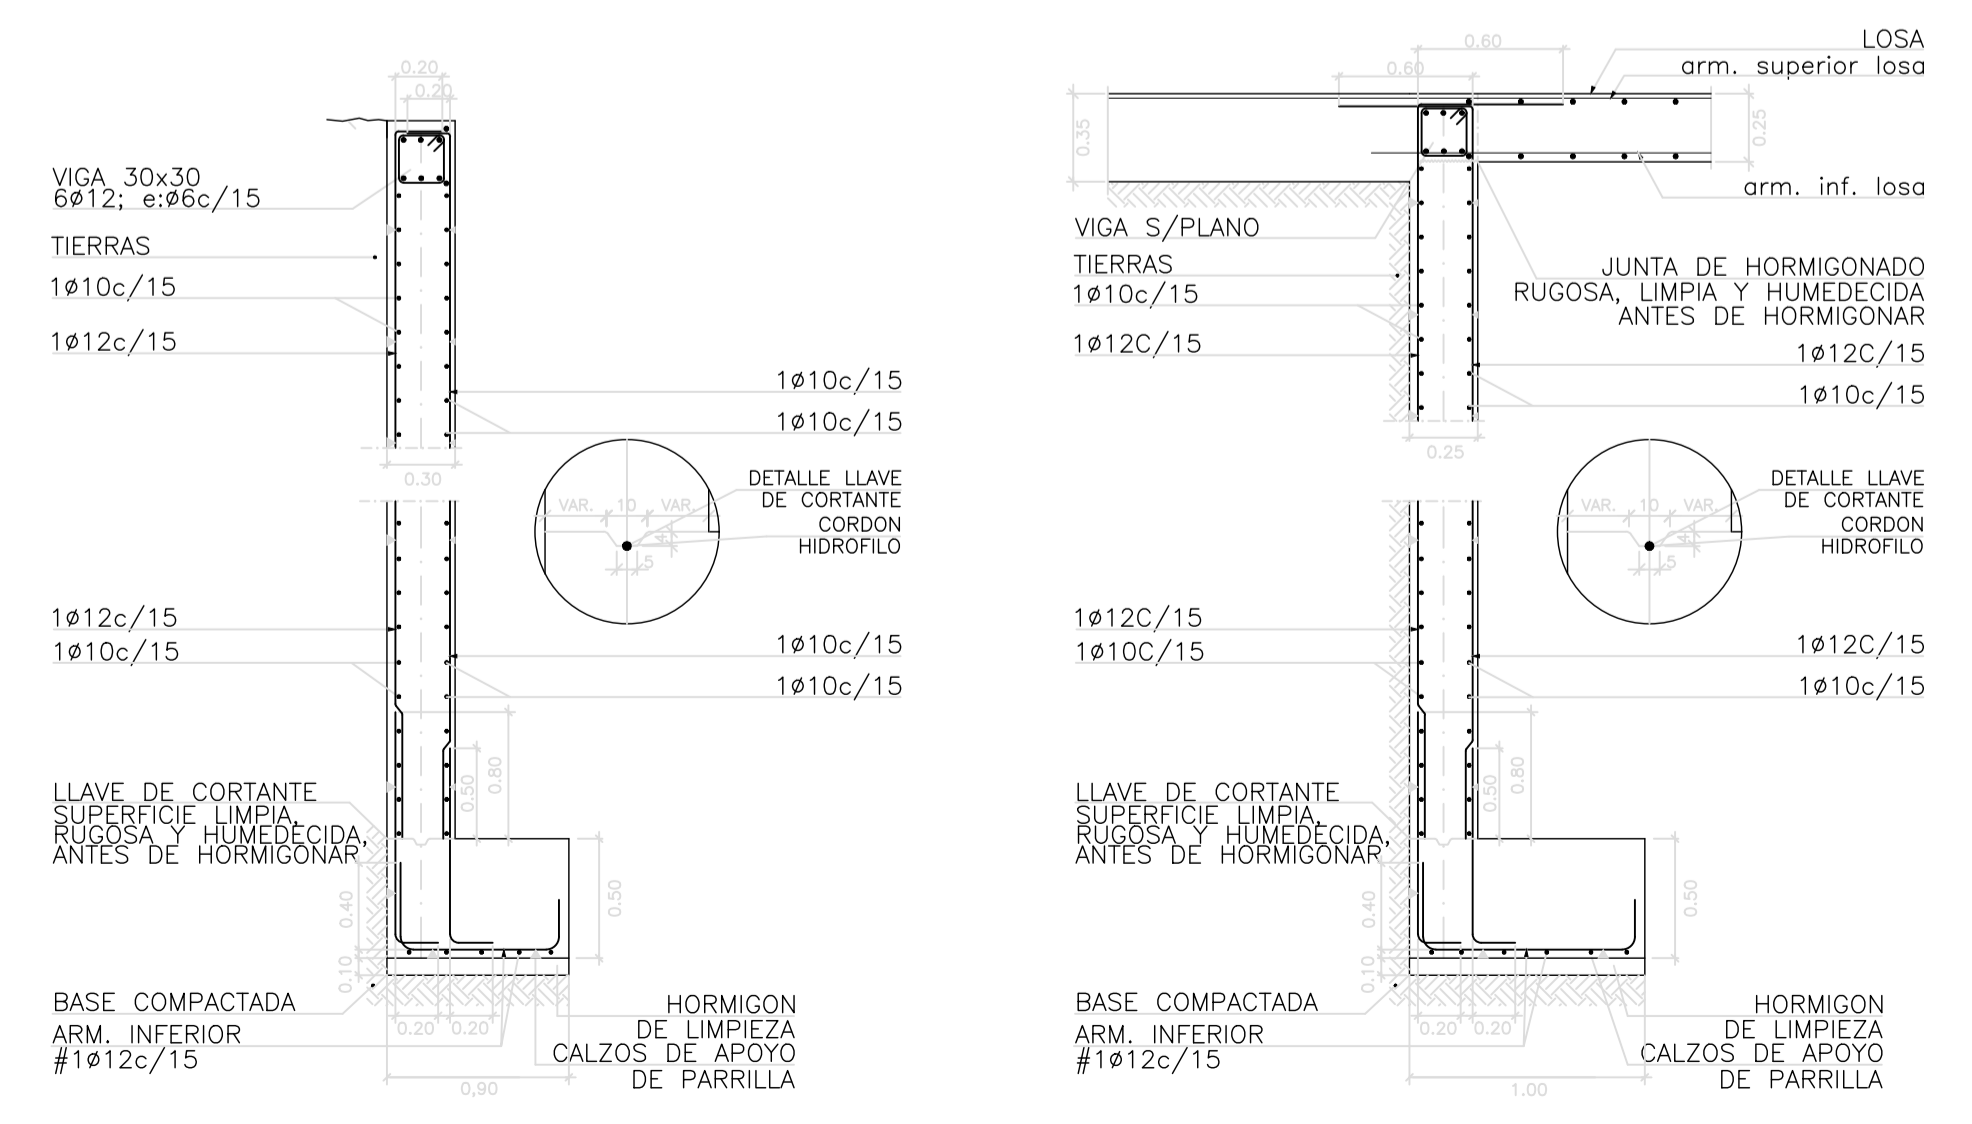 0.20
0.20
VIGA 30x30
6ø12; e:ø6c/15
TIERRAS
1ø10c/15
1ø12c/15
1ø10c/15
1ø10c/15
0.30
DETALLE LLAVE
DE CORTANTE
CORDON
HIDROFILO
VAR. 10 VAR.
4
5
1ø12c/15
1ø10c/15
1ø10c/15
1ø10c/15
0.50
0.80
LLAVE DE CORTANTE
SUPERFICIE LIMPIA,
RUGOSA Y HUMEDECIDA,
ANTES DE HORMIGONAR
0.40
0.50
0.10
BASE COMPACTADA
ARM. INFERIOR
#1ø12c/15
0.20 0.20
HORMIGON
DE LIMPIEZA
CALZOS DE APOYO
DE PARRILLA
0,90
0.60
0.60
LOSA
arm. superior losa
0.35
0.25
arm. inf. losa
VIGA S/PLANO
TIERRAS
1ø10c/15
1ø12C/15
JUNTA DE HORMIGONADO
RUGOSA, LIMPIA Y HUMEDECIDA
ANTES DE HORMIGONAR
1ø12C/15
1ø10c/15
0.25
DETALLE LLAVE
DE CORTANTE
CORDON
HIDROFILO
VAR. 10 VAR.
4
5
1ø12C/15
1ø10C/15
1ø12C/15
1ø10c/15
0.50
0.80
LLAVE DE CORTANTE
SUPERFICIE LIMPIA,
RUGOSA Y HUMEDECIDA,
ANTES DE HORMIGONAR
0.40
0.50
0.10
BASE COMPACTADA
ARM. INFERIOR
#1ø12c/15
0.20 0.20
HORMIGON
DE LIMPIEZA
CALZOS DE APOYO
DE PARRILLA
1.00